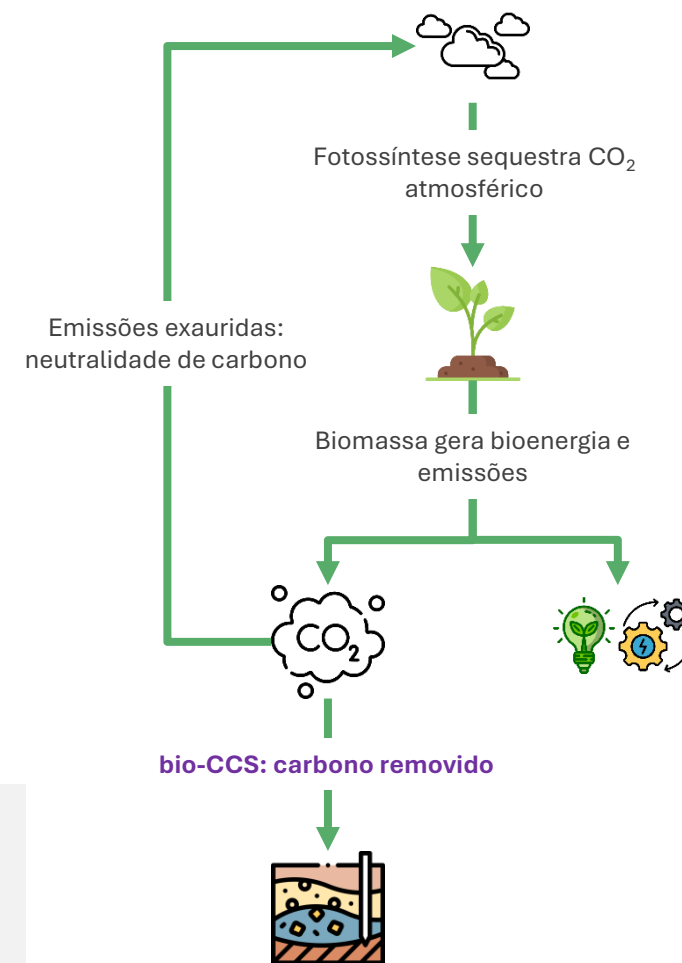 Fotossíntese sequestra CO₂
atmosférico
Emissões exauridas:
neutralidade de carbono
Biomassa gera bioenergia e
emissões
CO₂
bio-CCS: carbono removido